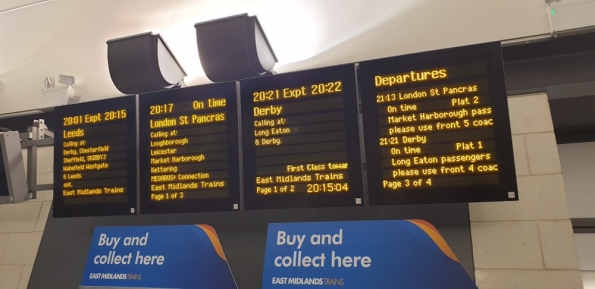 20:01 Expt 20:15
Leeds
Calling at:
Derby, Chesterfield
Sheffield,
Wakefield Westgate
& Leeds
ent.
East Midlands Trains
20:17 On time
London St Pancras
Calling at:
Loughborough
Leicester
Market Harborough
Kettering
MEGABUS+ Connection
East Midlands Trains
Page 1 of 3
20:21 Expt 20:22
Derby
Calling at:
Long Eaton
& Derby.
First Class towar
East Midlands Trains
Page 1 of 2 20:15:04
Departures
21:13 London St Pancras
On time Plat 2
Market Harborough pass
please use front 5 coac
21:21 Derby
On time Plat 1
Long Eaton passengers
please use front 4 coac
Page 3 of 4
Buy and
collect here
EAST MIDLANDS TRAINS
Buy and
collect here
EAST MIDLANDS TRAINS